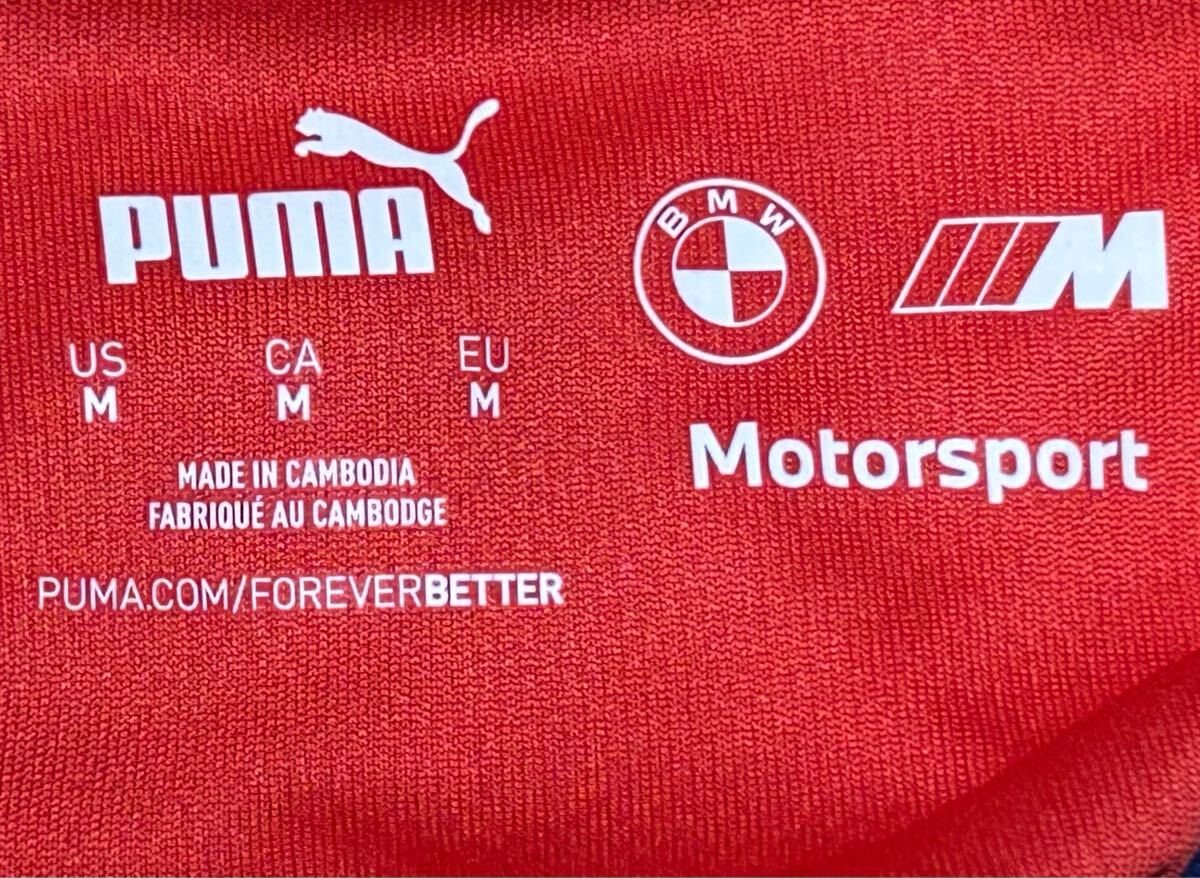 PUMA
US CA EU
M M M
MADE IN CAMBODIA
FABRIQUÉ AU CAMBODGE
PUMA.COM/FOREVERBETTER
BMW
M
Motorsport